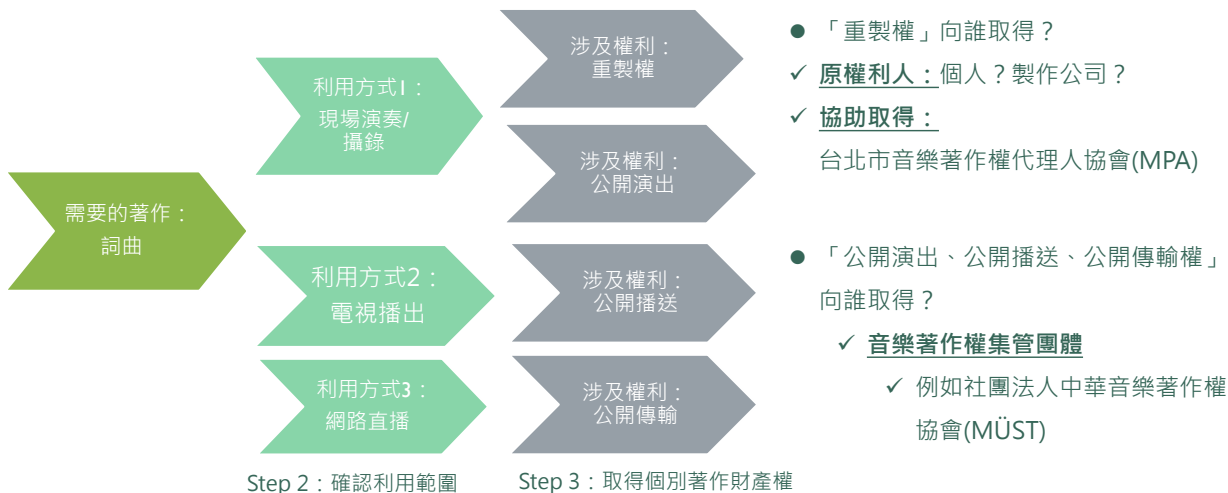 需要的著作：
詞曲
利用方式1：
現場演奏/
攝錄
利用方式2：
電視播出
利用方式3：
網路直播
Step 2：確認利用範圍
涉及權利：
重製權
涉及權利：
公開演出
涉及權利：
公開播送
涉及權利：
公開傳輸
Step 3：取得個別著作財產權
● 「重製權」向誰取得？
✓ 原權利人：個人？製作公司？
✓ 協助取得：
台北市音樂著作權代理人協會(MPA)
● 「公開演出、公開播送、公開傳輸權」
向誰取得？
✓ 音樂著作權集管團體
✓ 例如社團法人中華音樂著作權
協會(MÜST)